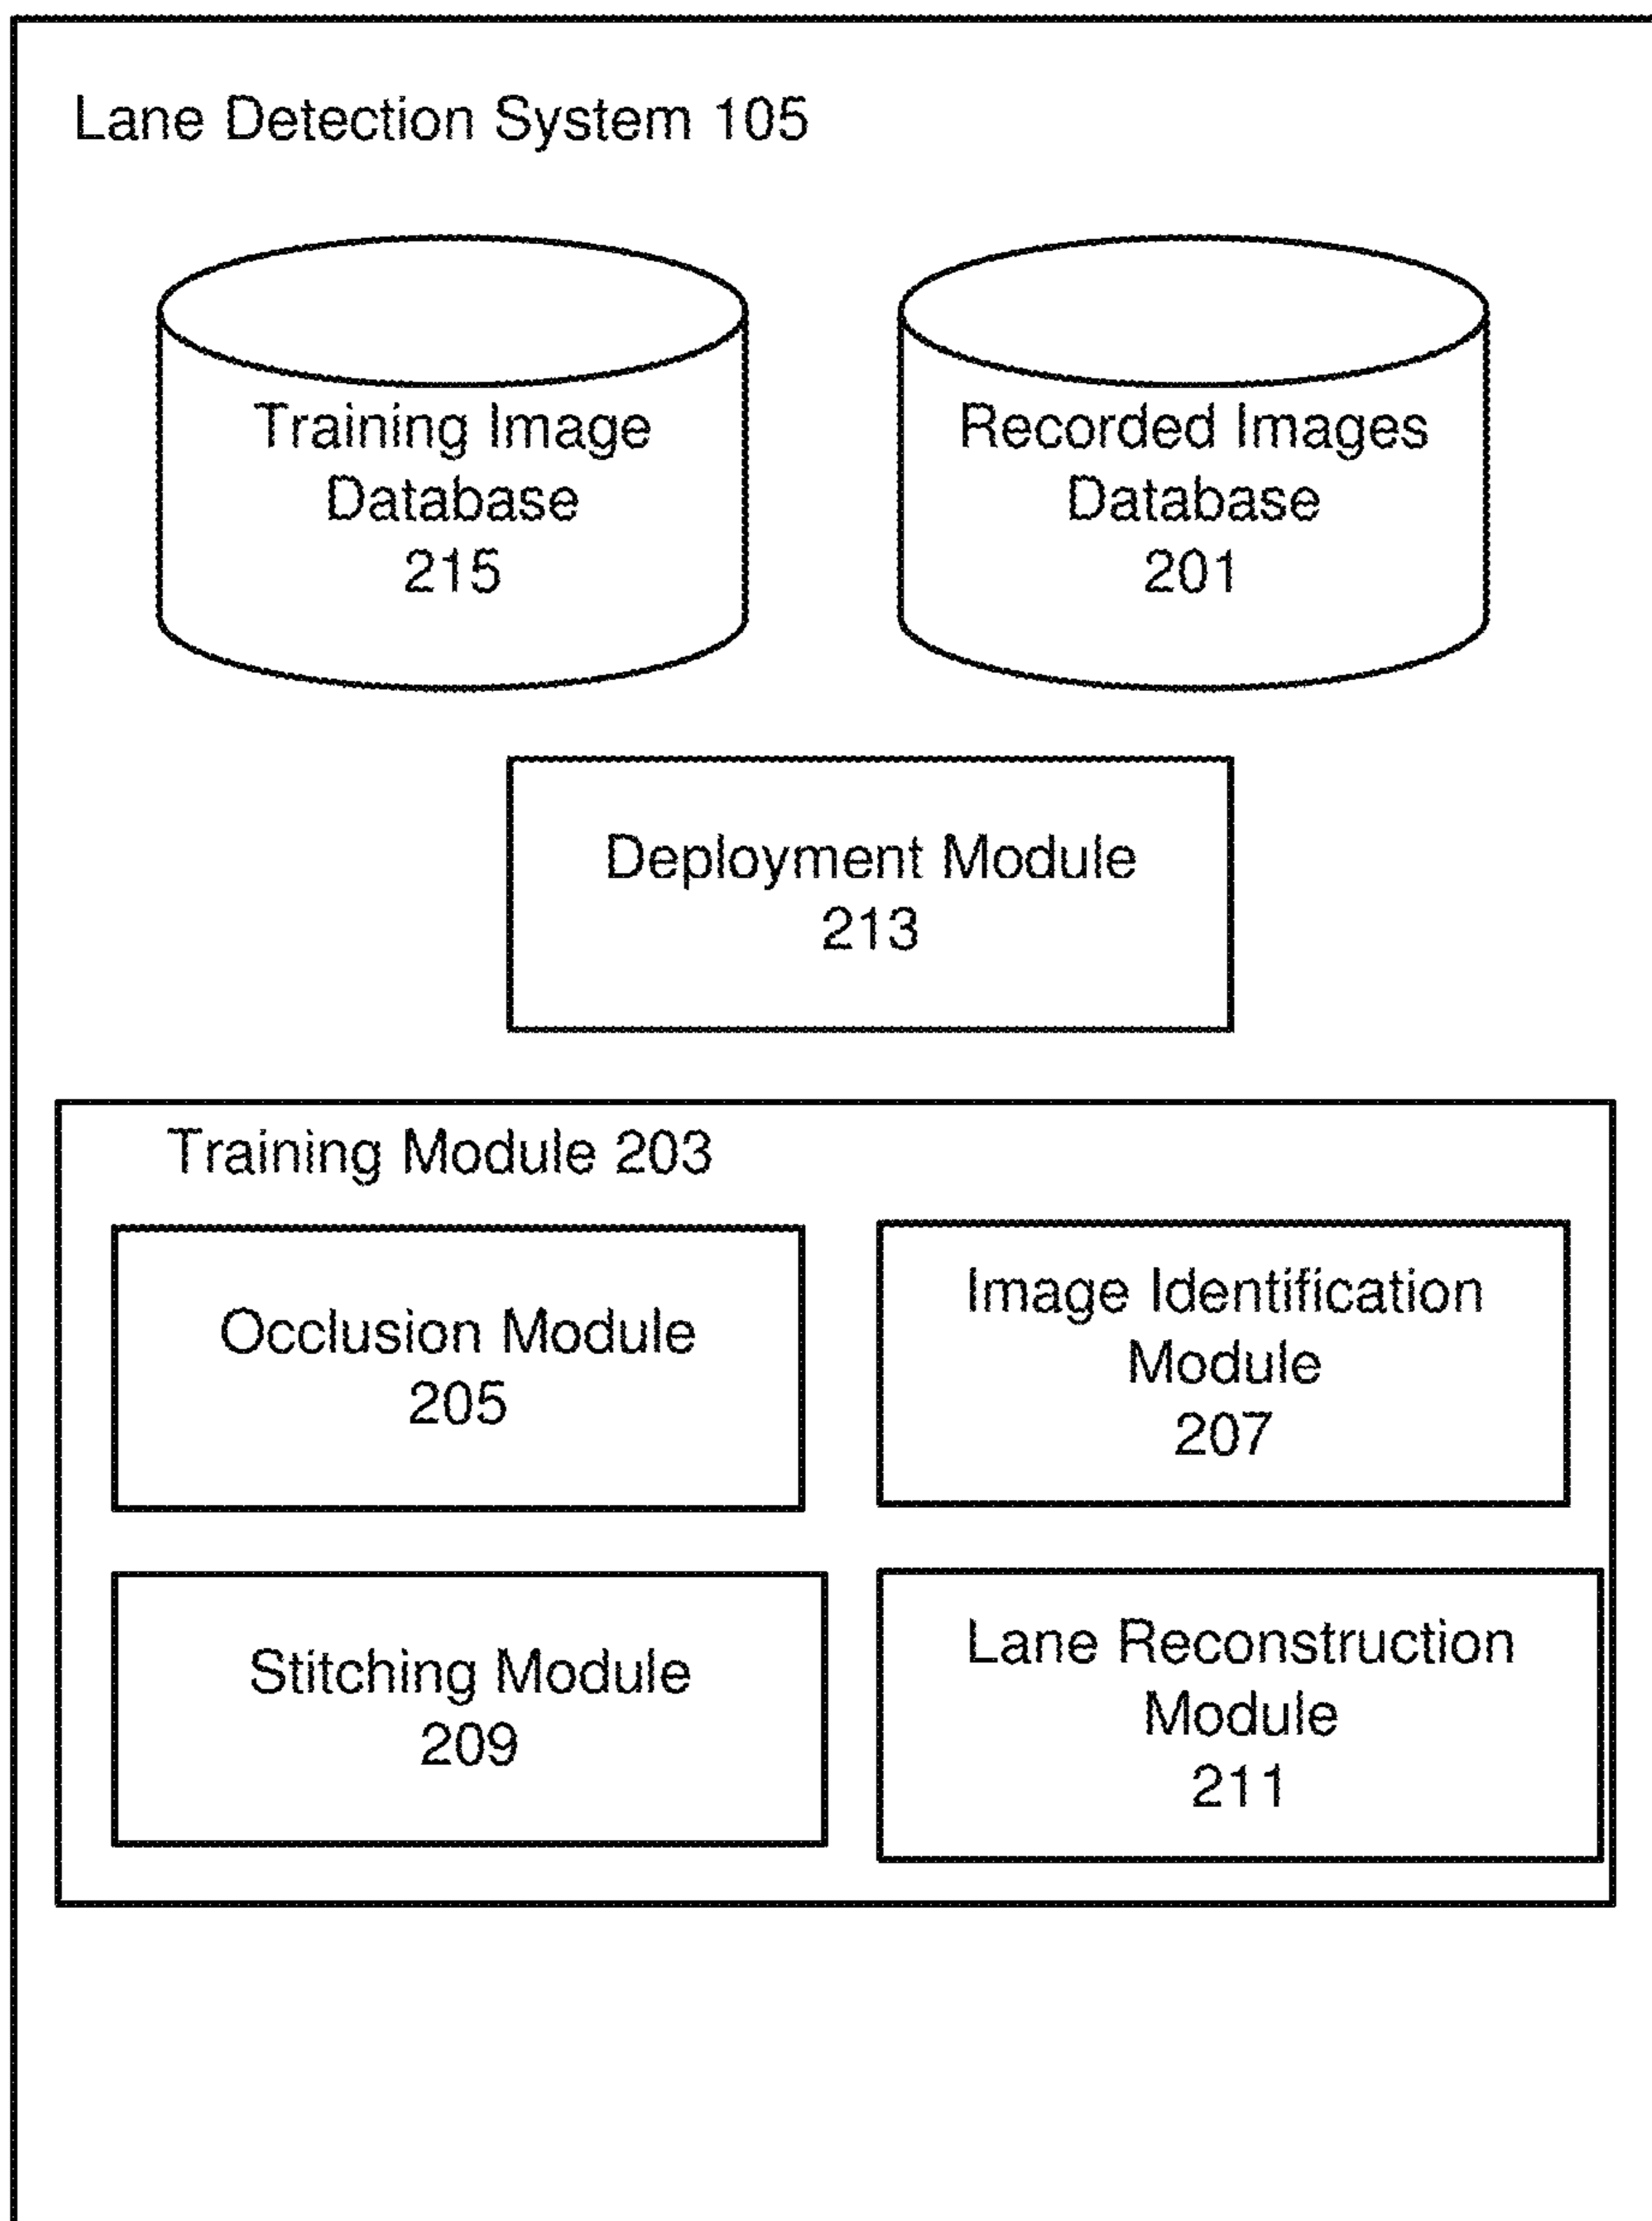 Lane Detection System 105
Training Image
Database
215
Recorded Images
Database
201
Deployment Module
213
Training Module 203
Occlusion Module
205
Image Identification
Module
207
Stitching Module
209
Lane Reconstruction
Module
211